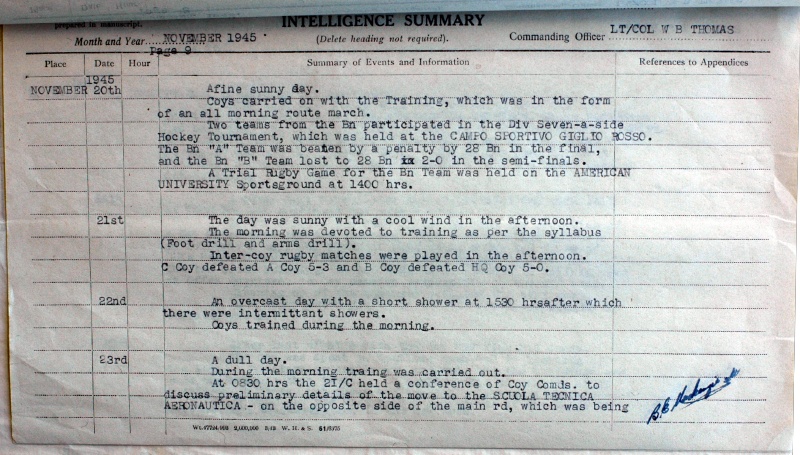 prepared in manuscript.
INTELLIGENCE SUMMARY
Month and Year NOVEMBER 1945
(Delete heading not required).
Commanding Officer LT/COL W B THOMAS
Page 9
Place Date Hour Summary of Events and Information References to Appendices
1945
NOVEMBER 20th Afine sunny day.
Coys carried on with the Training, which was in the form
of an all morning route march.
Two teams from the Bn participated in the Div Seven-a-side
Hockey Tournament, which was held at the CAMPO SPORTIVO GIGLIO ROSSO.
The Bn "A" Team was beaten by a penalty by 28 Bn in the final,
and the Bn "B" Team lost to 28 Bn ix 2-0 in the semi-finals.
A Trial Rugby Game for the Bn Team was held on the AMERICAN
UNIVERSITY Sportsground at 1400 hrs.
21st The day was sunny with a cool wind in the afternoon.
The morning was devoted to training as per the syllabus
(Foot drill and arms drill).
Inter-coy rugby matches were played in the afternoon.
C Coy defeated A Coy 5-3 and B Coy defeated HQ Coy 5-0.
22nd An overcast day with a short shower at 1530 hrsafter which
there were intermittant showers.
Coys trained during the morning.
23rd A dull day.
During the morning traing was carried out.
At 0830 hrs the 2I/C held a conference of Coy Comds. to
discuss preliminary details of the move to the SCUOLA TECNICA
AERONAUTICA - on the opposite side of the main rd, which was being